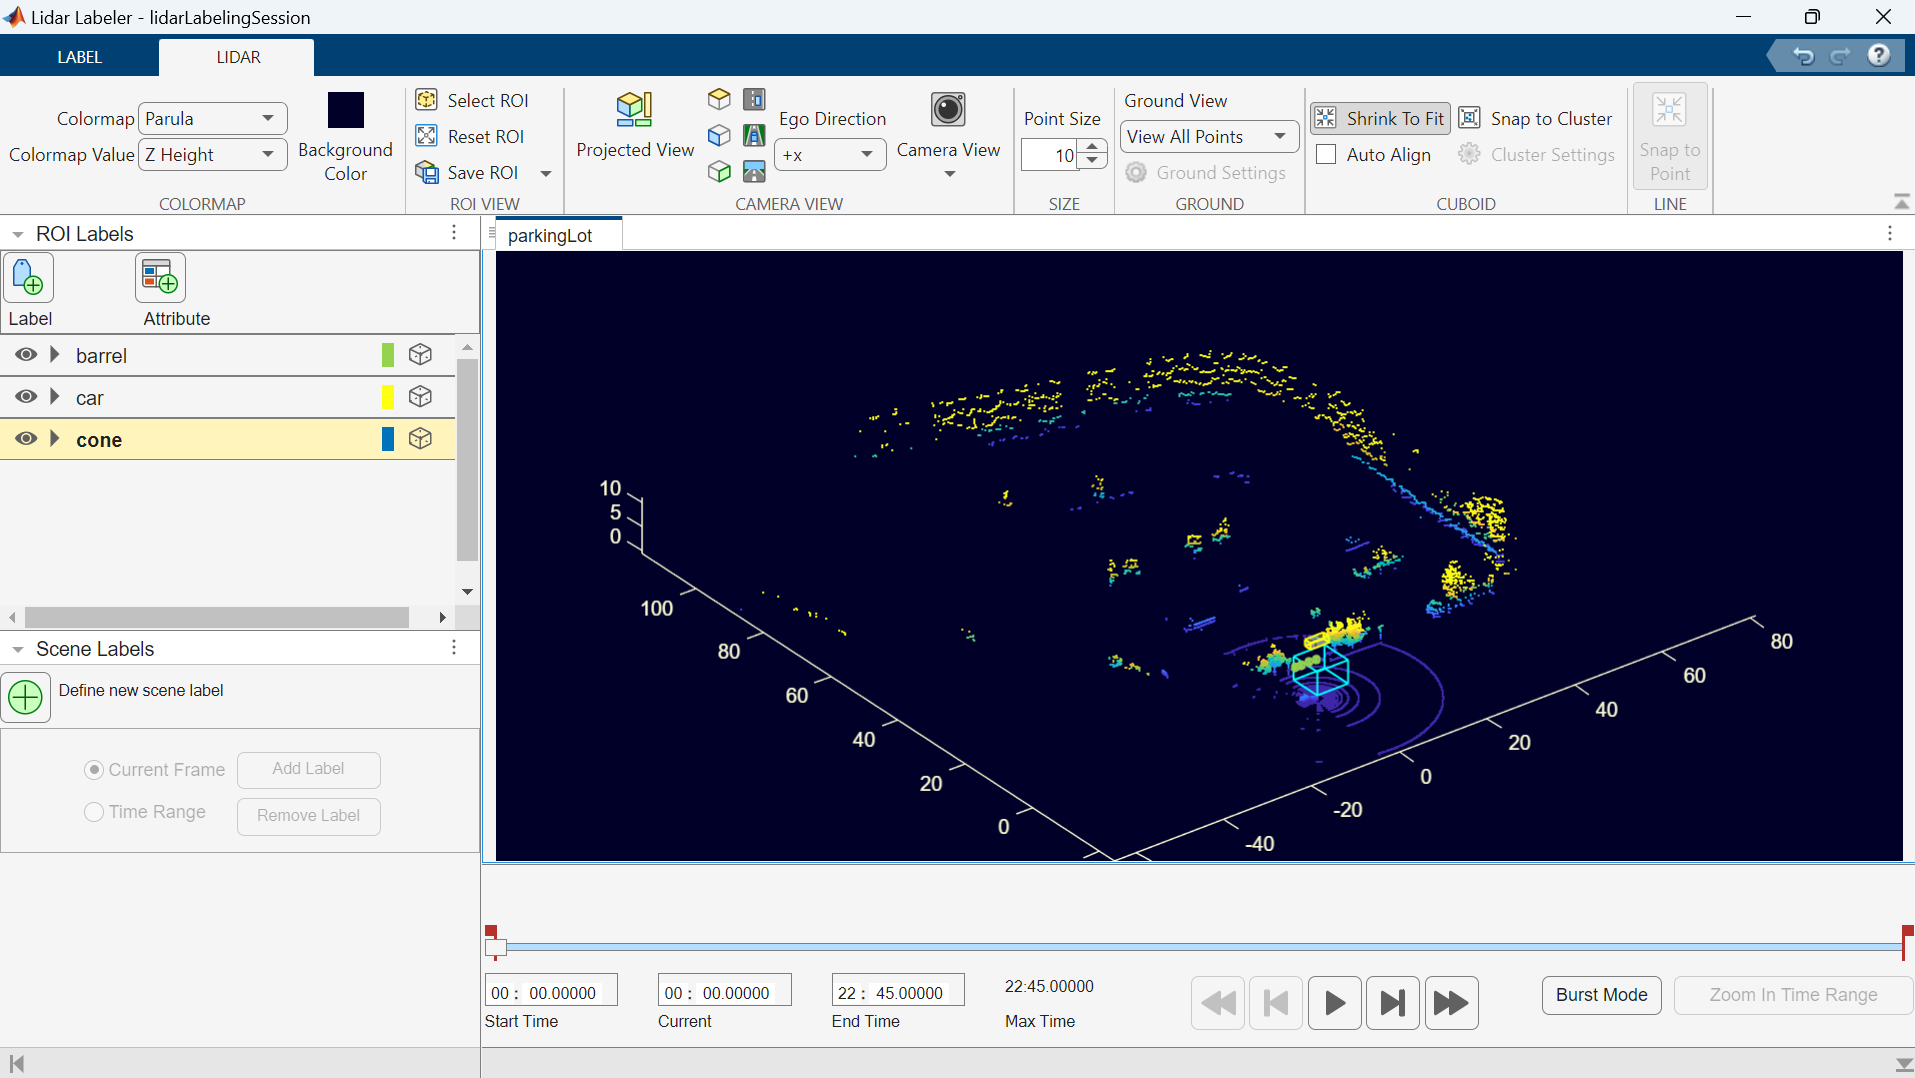 Lidar Labeler - lidarLabelingSession
LABEL
LIDAR
Colormap Parula
Colormap Value Z Height
Background
Color
COLORMAP
Select ROI
Reset ROI
Save ROI
ROI VIEW
Projected View
Ego Direction
+x
Camera View
CAMERA VIEW
Point Size
10
SIZE
Ground View
View All Points
Ground Settings
GROUND
Shrink To Fit
Snap to Cluster
Auto Align
Cluster Settings
CUBOID
Snap to
Point
LINE
ROI Labels
Label
Attribute
barrel
car
cone
Scene Labels
Define new scene label
Current Frame
Add Label
Time Range
Remove Label
parkingLot
10
5
0
100
80
60
40
20
0
80
60
40
20
0
-20
-40
00 : 00.00000
Start Time
00 : 00.00000
Current
22 : 45.00000
End Time
22:45.00000
Max Time
Burst Mode
Zoom In Time Range